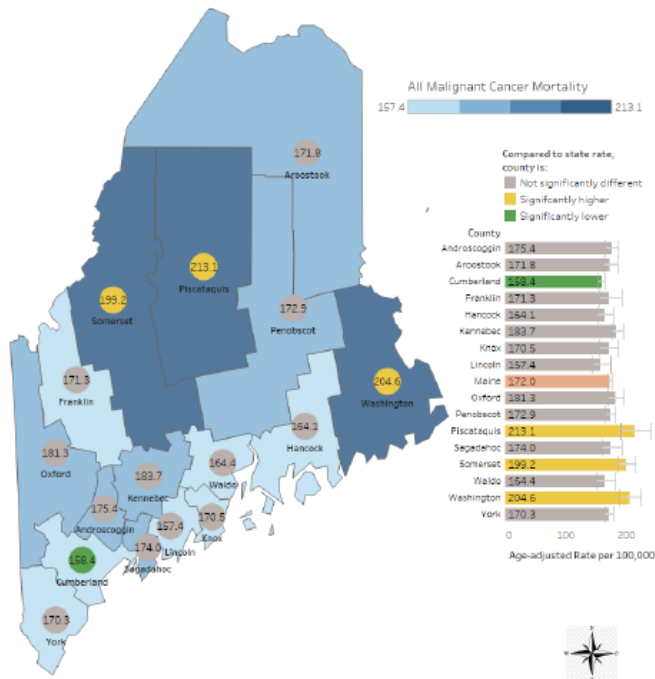 All Malignant Cancer Mortality
157.4 213.1
171.8
Aroostook
Compared to state rate,
county is:
Not significantly different
Signifcantly higher
Significantly lower
213.1
Piscataquis
199.2
Somerset
172.9
Penobscot
204.6
Washington
171.3
Franklin
164.1
Hancock
181.3
Oxford
183.7
Kennebec
164.4
Waldo
175.4
Androscoggin
170.5
Knox
157.4
Lincoln
174.0
Sagadahoc
158.4
Cumberland
170.3
York
County
Androscoggin 175.4
Aroostook 171.8
Cumberland 158.4
Franklin 171.3
Hancock 164.1
Kennebec 183.7
Knox 170.5
Lincoln 157.4
Maine 172.0
Oxford 181.3
Penobscot 172.9
Piscataquis 213.1
Sagadahoc 174.0
Somerset 199.2
Waldo 164.4
Washington 204.6
York 170.3
0 100 200
Age-adjusted Rate per 100,000
N
S